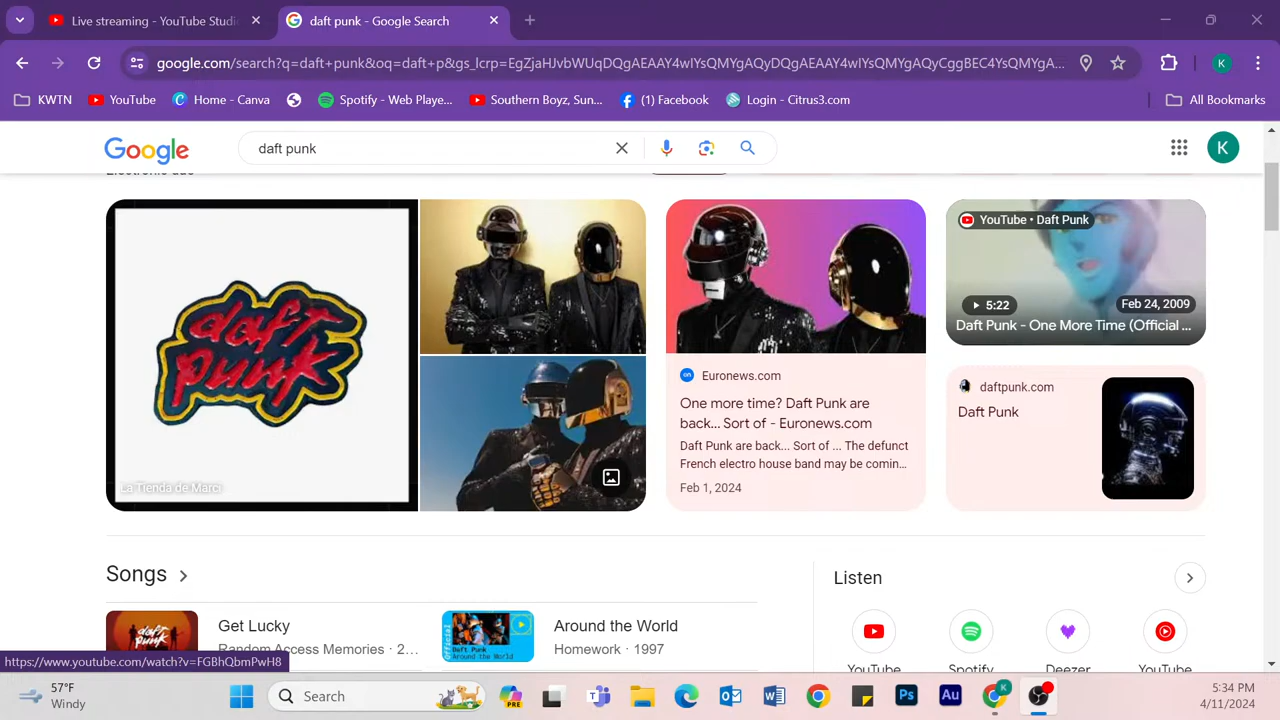 Live streaming - YouTube Studi
daft punk - Google Search
google.com/search?q=daft+punk&oq=daft+p&gs_lcrp=EgZjaHJvbWUqDQgAEAAY4wIYsQMYgAQyDQgAEAAY4wIYsQMYgAQyCggBEC4YsQMYgAQyDQgCEAAYgwEYsQMYgA...
K
KWTN
YouTube
Home - Canva
Spotify - Web Playe...
Southern Boyz, Sun...
(1) Facebook
Login - Citrus3.com
All Bookmarks
Google
daft punk
K
Electronic duo
daft
punk
La Tienda de Marci
Euronews.com
One more time? Daft Punk are
back... Sort of - Euronews.com
Daft Punk are back... Sort of ... The defunct
French electro house band may be comin...
Feb 1, 2024
YouTube • Daft Punk
5:22
Feb 24, 2009
Daft Punk - One More Time (Official ...
daftpunk.com
Daft Punk
Songs
Get Lucky
Random Access Memories · 2...
Around the World
Homework · 1997
Listen
YouTube
Spotify
Deezer
YouTube
https://www.youtube.com/watch?v=FGBhQbmPwH8
57°F
Windy
Search
PRE
Ps
Au
K
5:34 PM
4/11/2024